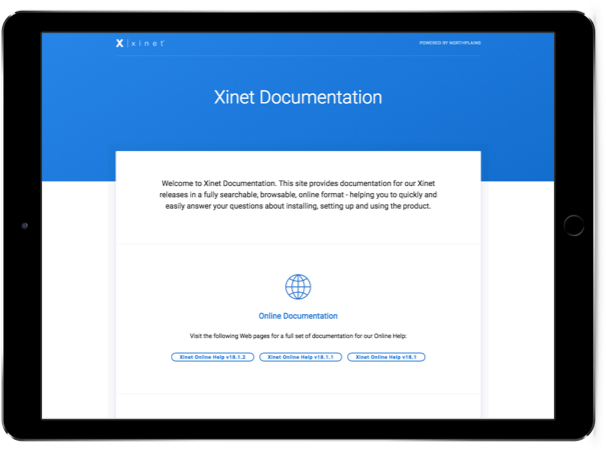 X | xinet
POWERED BY NORTHPLAINS
Xinet Documentation
Welcome to Xinet Documentation. This site provides documentation for our Xinet
releases in a fully searchable, browsable, online format - helping you to quickly and
easily answer your questions about installing, setting up and using the product.
Online Documentation
Visit the following Web pages for a full set of documentation for our Online Help:
Xinet Online Help v18.1.2
Xinet Online Help v18.1.1
Xinet Online Help v18.1